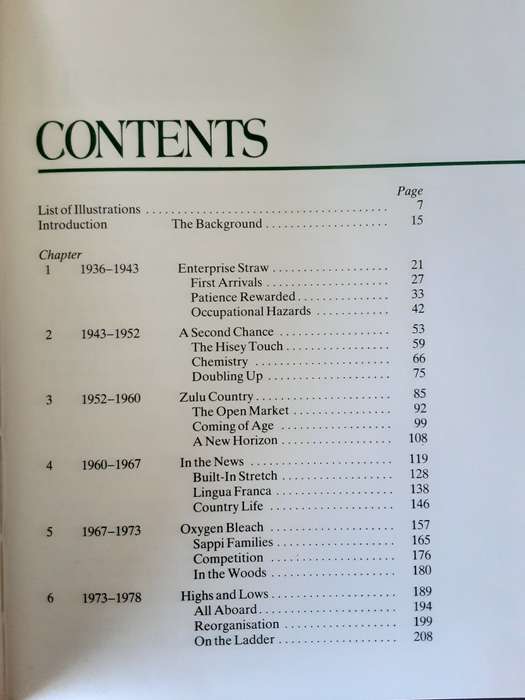 CONTENTS
Page
List of Illustrations ....................................... 7
Introduction The Background .................... 15
Chapter
1 1936–1943 Enterprise Straw ................... 21
First Arrivals .................... 27
Patience Rewarded ............... 33
Occupational Hazards ............ 42
2 1943–1952 A Second Chance .................. 53
The Hisey Touch ................. 59
Chemistry ...................... 66
Doubling Up .................... 75
3 1952–1960 Zulu Country ...................... 85
The Open Market ................ 92
Coming of Age .................. 99
A New Horizon .................. 108
4 1960–1967 In the News ....................... 119
Built-In Stretch ................... 128
Lingua Franca ................... 138
Country Life .................... 146
5 1967–1973 Oxygen Bleach .................... 157
Sappi Families ................... 165
Competition .................... 176
In the Woods .................... 180
6 1973–1978 Highs and Lows .................... 189
All Aboard ...................... 194
Reorganisation ................... 199
On the Ladder ................... 208